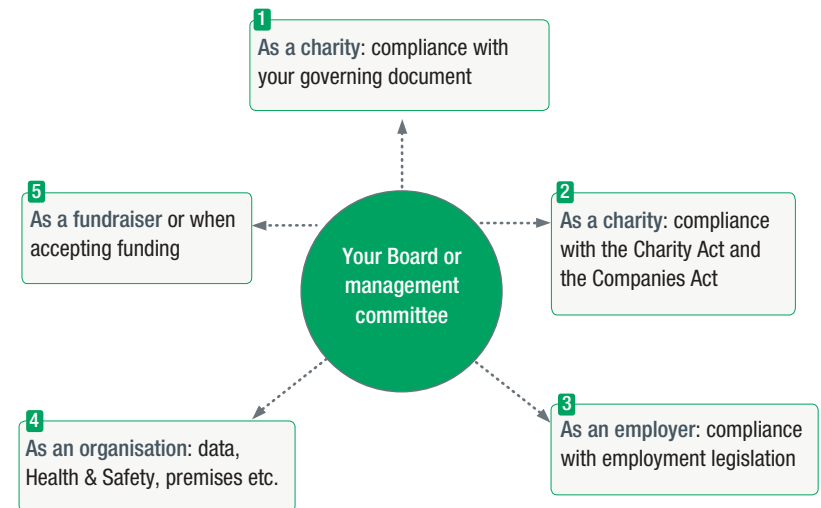 1
As a charity: compliance with
your governing document
5
As a fundraiser or when
accepting funding
Your Board or
management
committee
2
As a charity: compliance
with the Charity Act and
the Companies Act
4
As an organisation: data,
Health & Safety, premises etc.
3
As an employer: compliance
with employment legislation